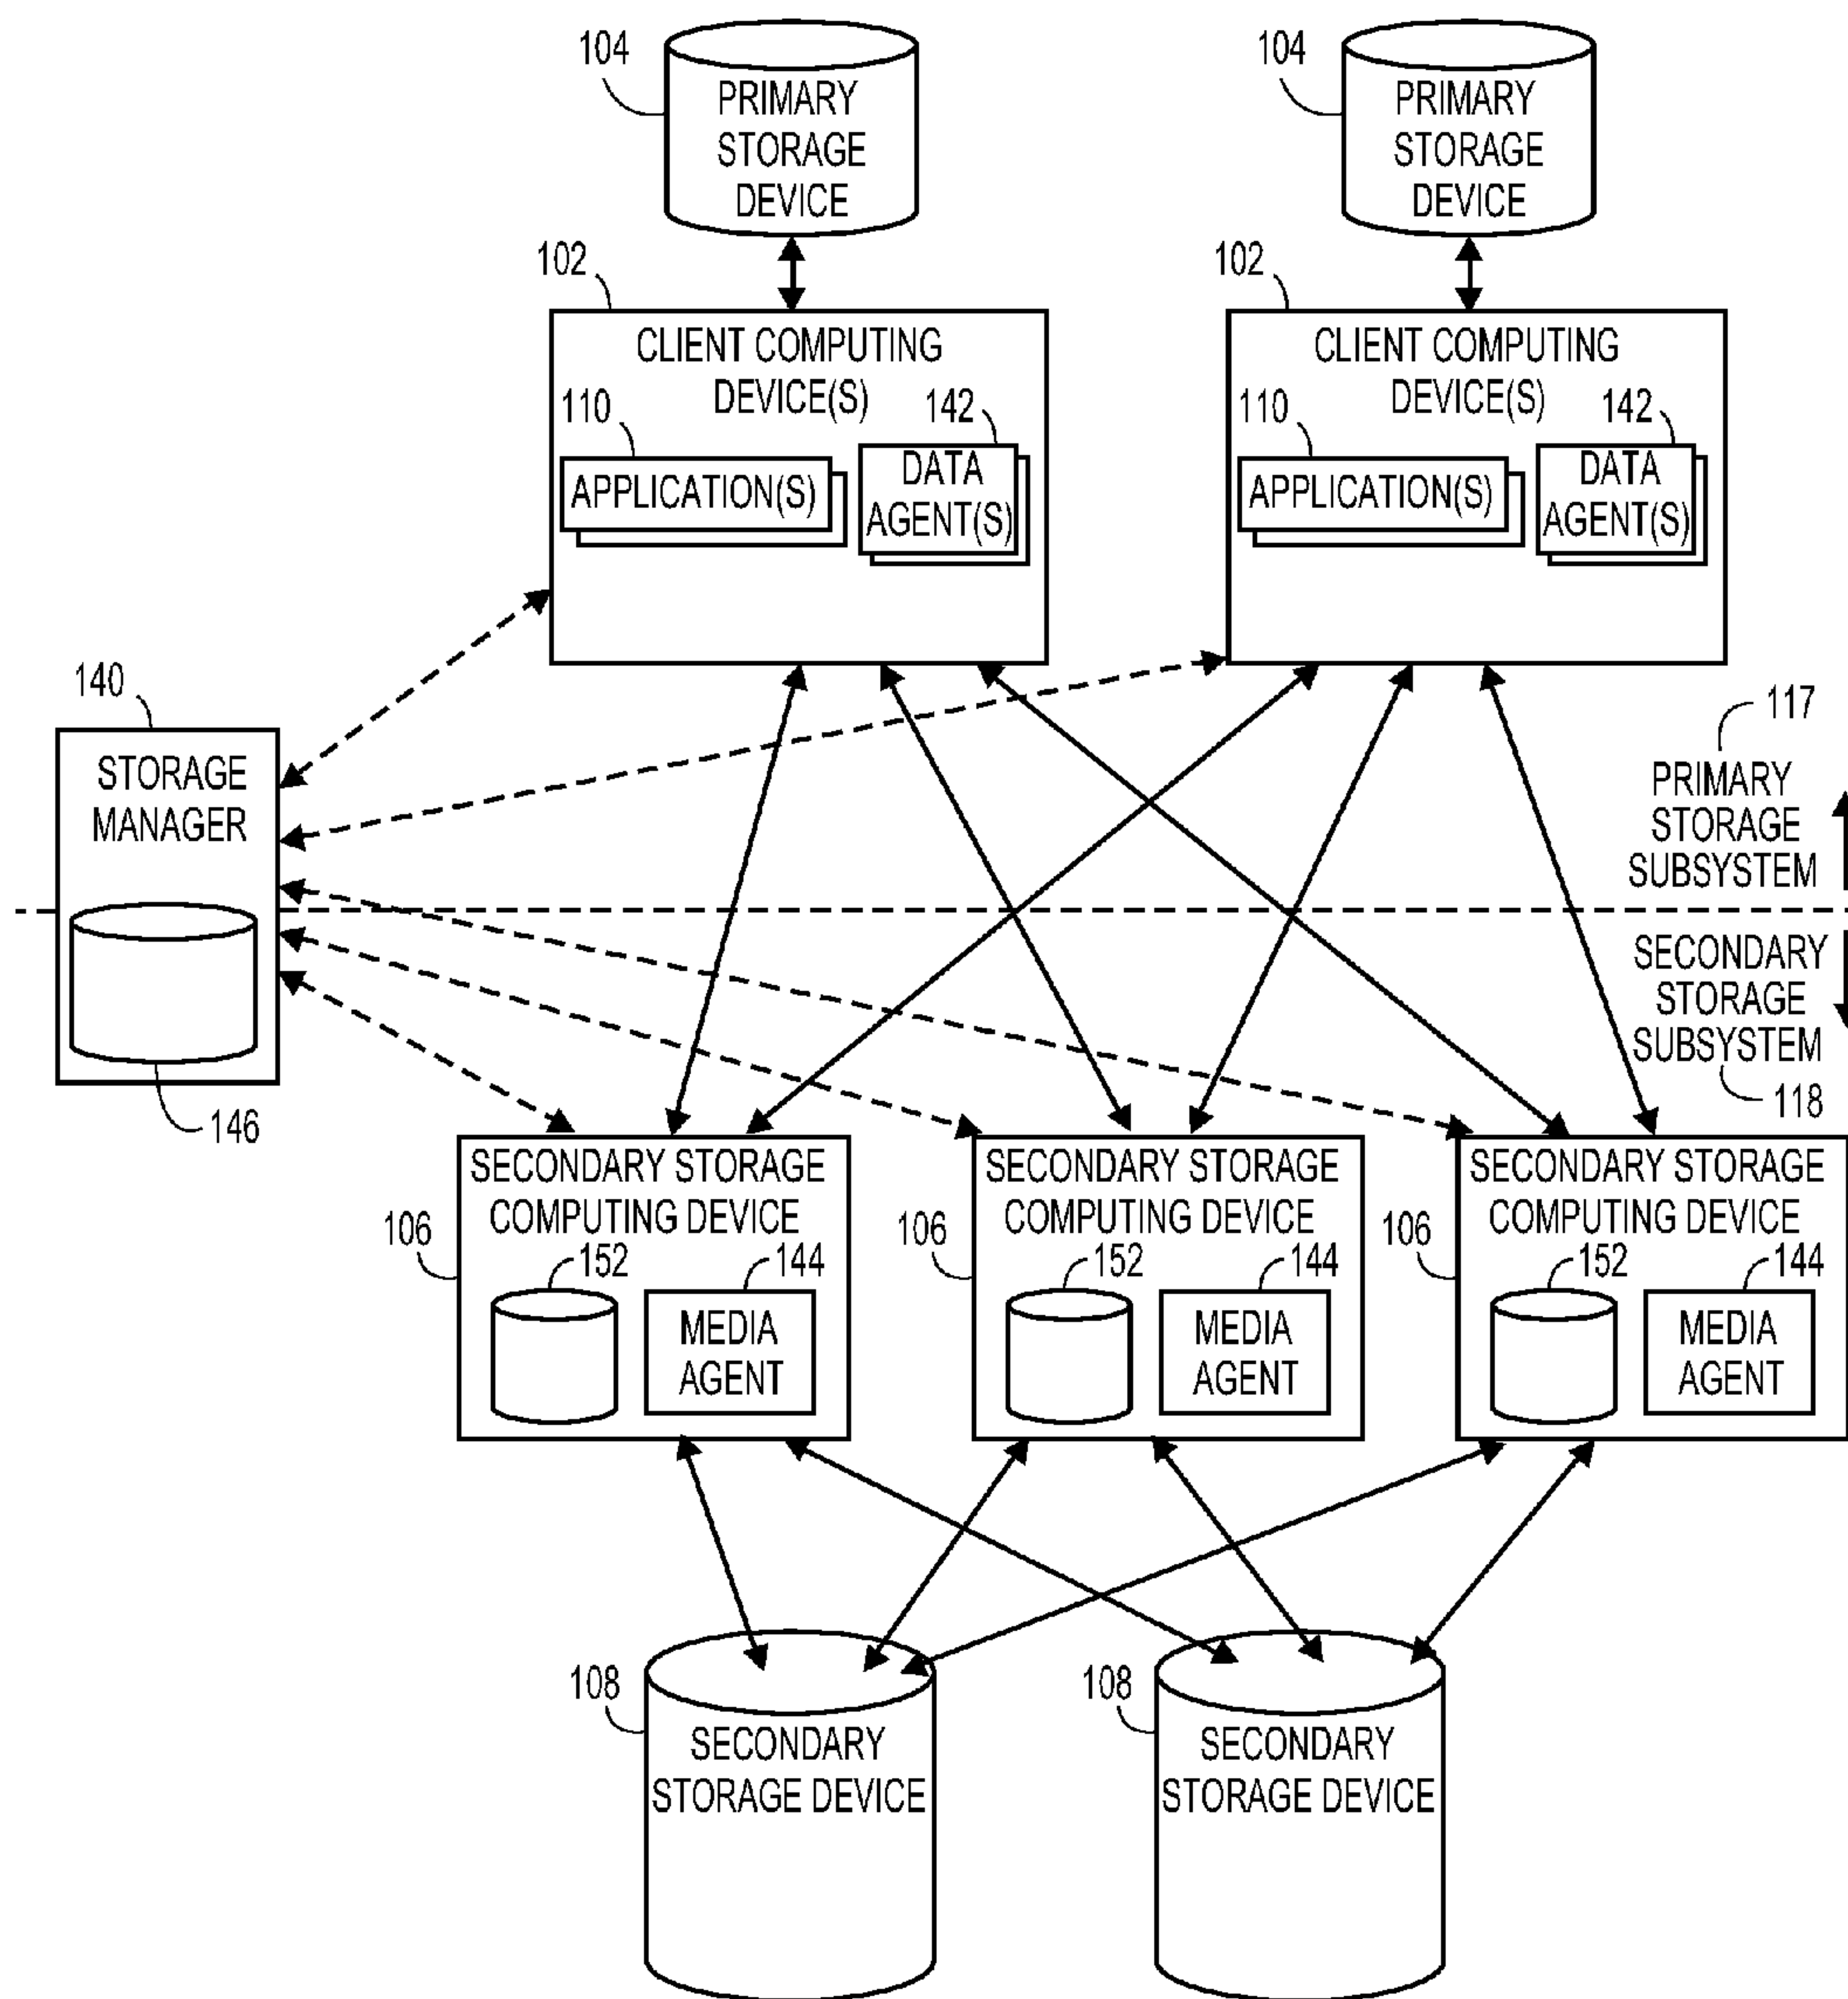 104
PRIMARY
STORAGE
DEVICE
104
PRIMARY
STORAGE
DEVICE
102
CLIENT COMPUTING
DEVICE(S)
110
142
APPLICATION(S)
DATA
AGENT(S)
102
CLIENT COMPUTING
DEVICE(S)
110
142
APPLICATION(S)
DATA
AGENT(S)
140
STORAGE
MANAGER
146
117
PRIMARY
STORAGE
SUBSYSTEM
SECONDARY
STORAGE
SUBSYSTEM
118
SECONDARY STORAGE
COMPUTING DEVICE
106
152
144
MEDIA
AGENT
SECONDARY STORAGE
COMPUTING DEVICE
106
152
144
MEDIA
AGENT
SECONDARY STORAGE
COMPUTING DEVICE
106
152
144
MEDIA
AGENT
108
SECONDARY
STORAGE DEVICE
108
SECONDARY
STORAGE DEVICE